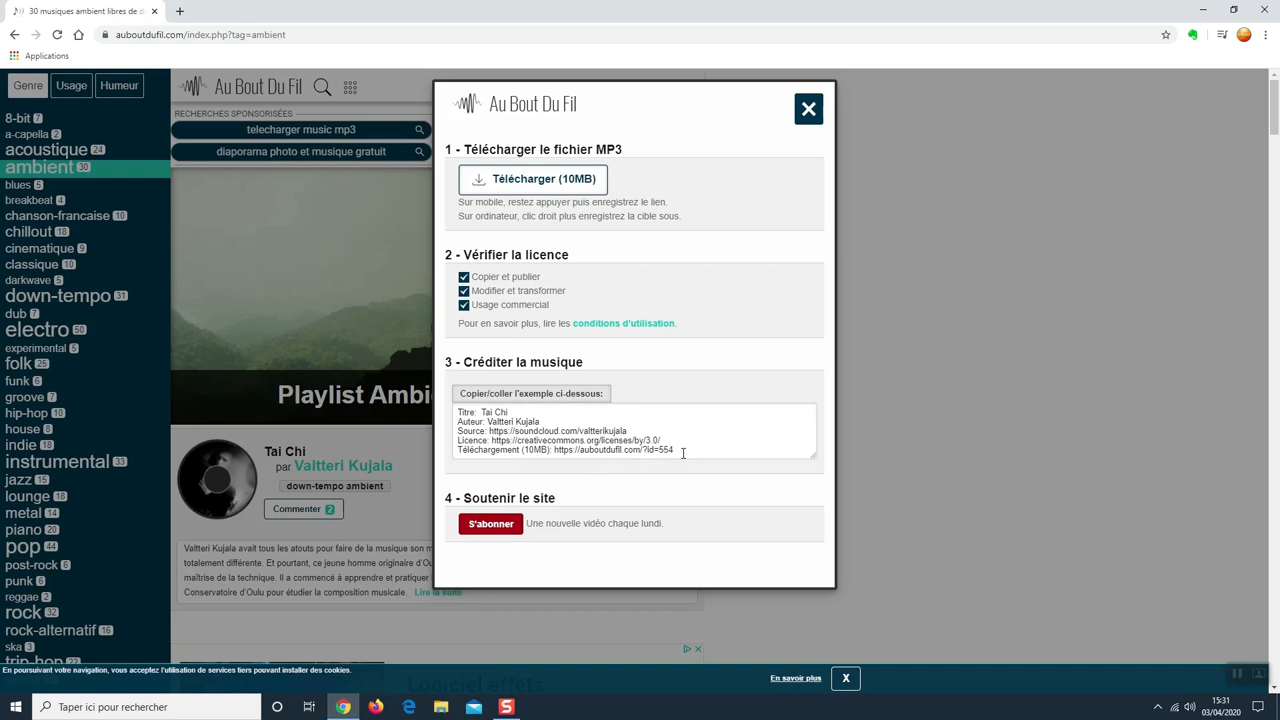 30 musiques ambient libres de d
auboutdufil.com/index.php?tag=ambient
Applications
Genre
Usage
Humeur
8-bit 7
a-capella 2
acoustique 24
ambient 30
blues 5
breakbeat 4
chanson-francaise 10
chillout 18
cinematique 9
classique 10
darkwave 5
down-tempo 31
dub 7
electro 50
experimental 5
folk 25
funk 6
groove 7
hip-hop 10
house 8
indie 18
instrumental 33
jazz 15
lounge 18
metal 14
piano 20
pop 44
post-rock 6
punk 6
reggae 2
rock 32
rock-alternatif 16
ska 3
trip-hop 22
Au Bout Du Fil
RECHERCHES SPONSORISÉES
telecharger music mp3
diaporama photo et musique gratuit
Playlist Ambie
Tai Chi
par Valtteri Kujala
down-tempo ambient
Commenter 2
Valtteri Kujala avait tous les atouts pour faire de la musique son m
totalement différente. Et pourtant, ce jeune homme originaire d'Ou
maîtrise de la technique. Il a commencé à apprendre et pratiquer
Conservatoire d'Oulu pour étudier la composition musicale. Lire la suite
Logiciel effets
Au Bout Du Fil
1 - Télécharger le fichier MP3
Télécharger (10MB)
Sur mobile, restez appuyer puis enregistrez le lien.
Sur ordinateur, clic droit plus enregistrez la cible sous.
2 - Vérifier la licence
Copier et publier
Modifier et transformer
Usage commercial
Pour en savoir plus, lire les conditions d'utilisation.
3 - Créditer la musique
Copier/coller l'exemple ci-dessous:
Titre: Tai Chi
Auteur: Valtteri Kujala
Source: https://soundcloud.com/valtterikujala
Licence: https://creativecommons.org/licenses/by/3.0/
Téléchargement (10MB): https://auboutdufil.com/?id=554
4 - Soutenir le site
S'abonner Une nouvelle vidéo chaque lundi.
En poursuivant votre navigation, vous acceptez l'utilisation de services tiers pouvant installer des cookies.
En savoir plus
X
Taper ici pour rechercher
15:31
03/04/2020